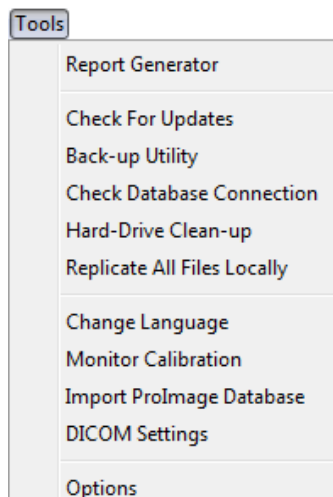 Tools
Report Generator
Check For Updates
Back-up Utility
Check Database Connection
Hard-Drive Clean-up
Replicate All Files Locally
Change Language
Monitor Calibration
Import ProImage Database
DICOM Settings
Options